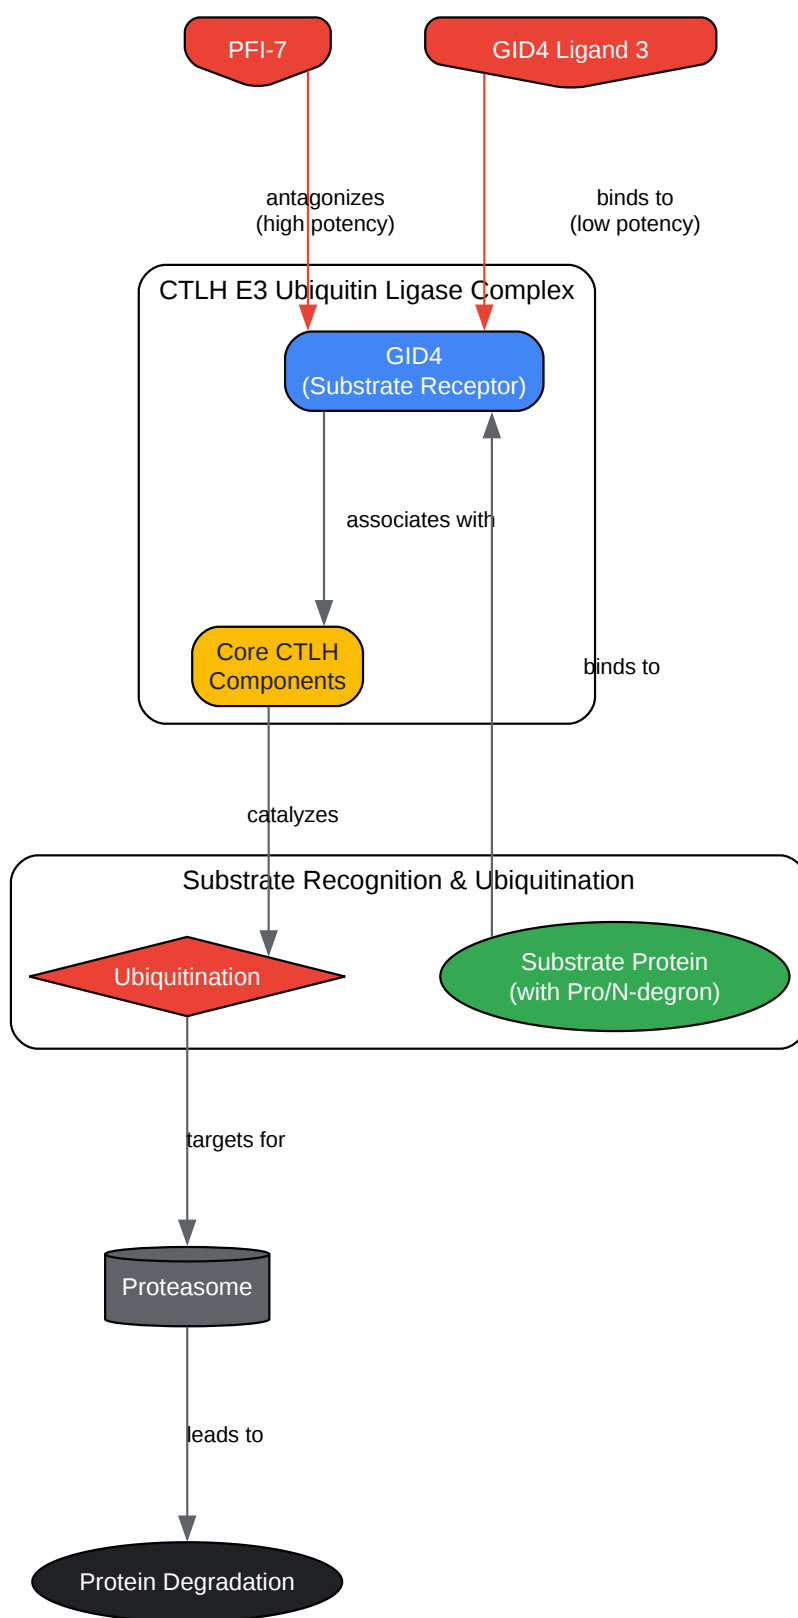 PFI-7
GID4 Ligand 3
antagonizes
(high potency)
binds to
(low potency)
CTLH E3 Ubiquitin Ligase Complex
GID4
(Substrate Receptor)
associates with
Core CTLH
Components
binds to
catalyzes
Substrate Recognition & Ubiquitination
Ubiquitination
Substrate Protein
(with Pro/N-degron)
targets for
Proteasome
leads to
Protein Degradation